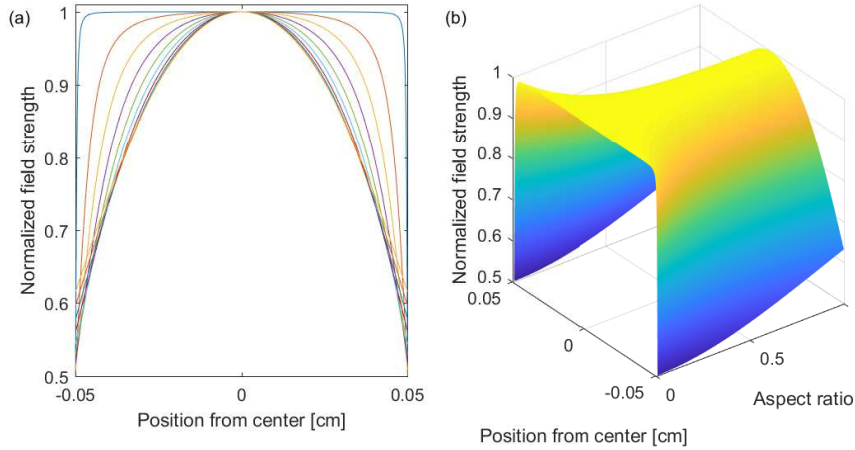 (a)
Normalized field strength
1
0.9
0.8
0.7
0.6
0.5
-0.05
0
0.05
Position from center [cm]
(b)
Normalized field strength
1
0.9
0.8
0.7
0.6
0.5
0.05
0
-0.05
Position from center [cm]
0
0.5
Aspect ratio